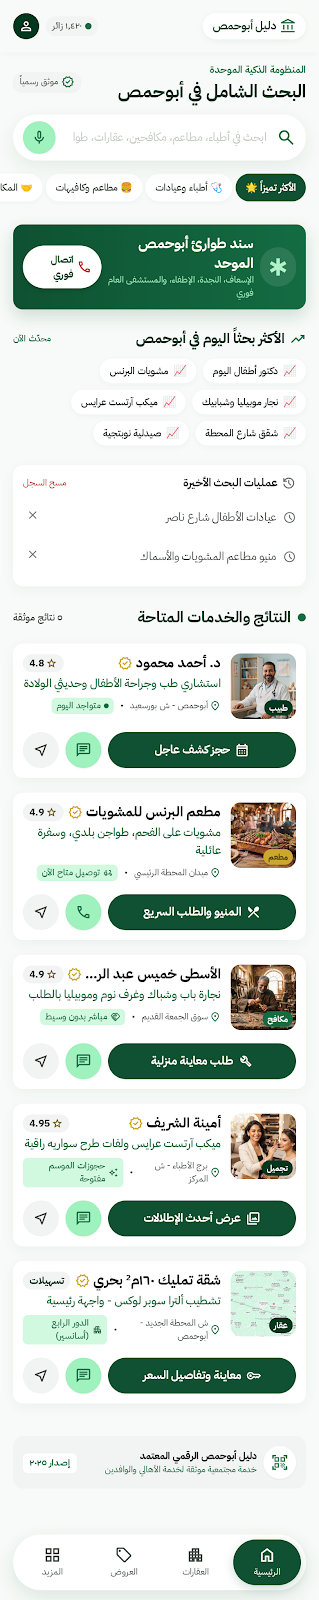 دليل أبوحمص
١,٤٢٠ زائر
المنظومة الذكية الموحدة
البحث الشامل في أبوحمص
موثق رسمياً
ابحث في أطباء، مطاعم، مكافحين، عقارات، طوا
الأكثر تميزاً 🌟
🩺 أطباء وعيادات
🍔 مطاعم وكافيهات
🤝 المكا
سند طوارئ أبوحمص
الموحد
الإسعاف، النجدة، الإطفاء، والمستشفى العام
فوري
اتصال
فوري
الأكثر بحثاً اليوم في أبوحمص
محدّث الآن
📈 دكتور أطفال اليوم
📈 مشويات البرنس
📈 نجار موبيليا وشبابيك
📈 ميكب آرتست عرايس
📈 شقق شارع المحطة
📈 صيدلية نوبتجية
عمليات البحث الأخيرة
مسح السجل
عيادات الأطفال شارع ناصر
منيو مطاعم المشويات والأسماك
النتائج والخدمات المتاحة
٥ نتائج موثقة
د. أحمد محمود
4.8
استشاري طب وجراحة الأطفال وحديثي الولادة
أبوحمص - ش بورسعيد
• متواجد اليوم
طبيب
حجز كشف عاجل
مطعم البرنس للمشويات
4.9
مشويات على الفحم، طواجن بلدي، وسفرة
عائلية
ميدان المحطة الرئيسي
• توصيل متاح الآن
مطعم
المنيو والطلب السريع
الأسطى خميس عبد الر...
4.9
نجارة باب وشباك وغرف نوم وموبيليا بالطلب
سوق الجمعة القديم
• مباشر بدون وسيط
مكافح
طلب معاينة منزلية
أمينة الشريف
4.95
ميكب آرتست عرايس ولفات طرح سواريه راقية
برج الأطباء - ش
المركز
• حجوزات الموسم
مفتوحة
تجميل
عرض أحدث الإطلالات
شقة تمليك ١٦٠م² بحري
تسهيلات
تشطيب ألترا سوبر لوكس - واجهة رئيسية
ش المحطة الجديد -
أبوحمص
• الدور الرابع
(أسانسير)
عقار
معاينة وتفاصيل السعر
دليل أبوحمص الرقمي المعتمد
خدمة مجتمعية موثقة لخدمة الأهالي والوافدين
إصدار ٢٠٢٥
الرئيسية
العقارات
العروض
المزيد